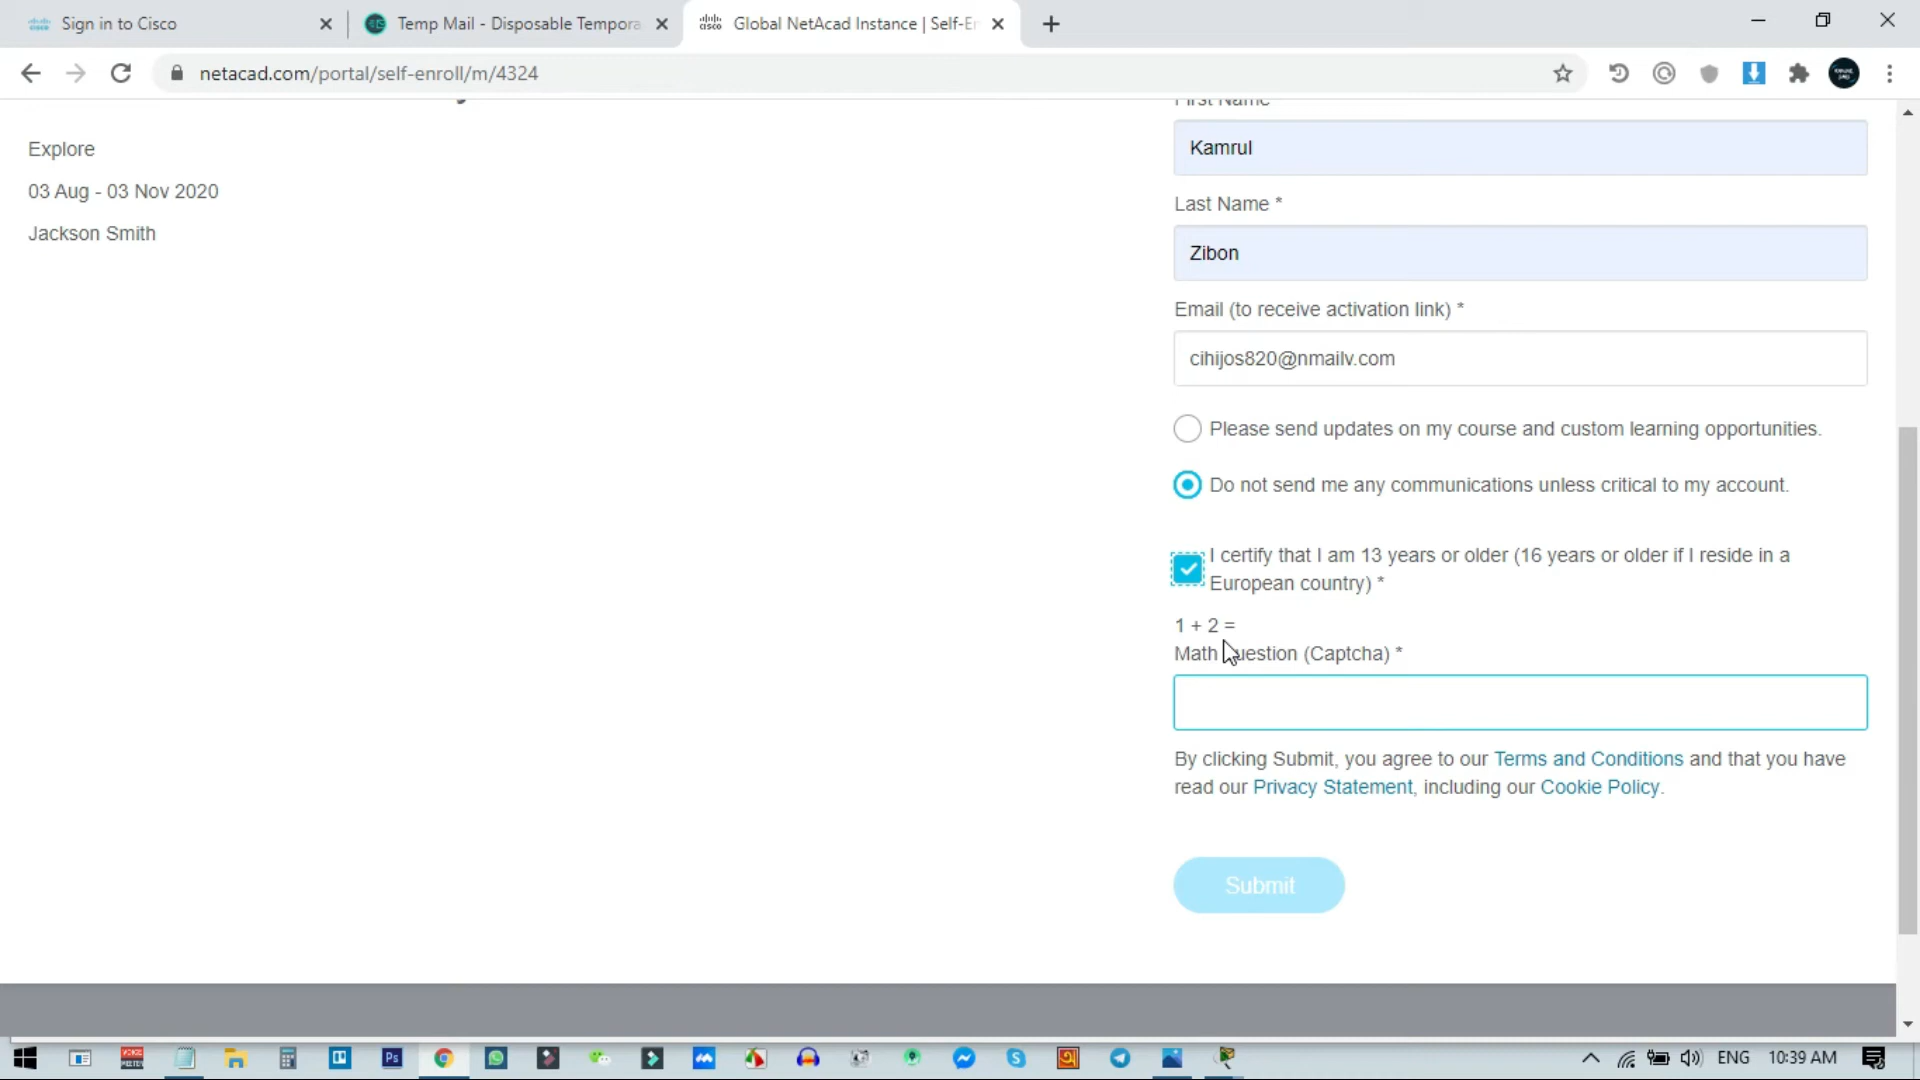 Sign in to Cisco
Temp Mail - Disposable Tempora
Global NetAcad Instance | Self-E
netacad.com/portal/self-enroll/m/4324
First Name
Explore
Kamrul
03 Aug - 03 Nov 2020
Last Name *
Jackson Smith
Zibon
Email (to receive activation link) *
cihijos820@nmailv.com
Please send updates on my course and custom learning opportunities.
Do not send me any communications unless critical to my account.
I certify that I am 13 years or older (16 years or older if I reside in a
European country) *
1 + 2 =
Math Question (Captcha) *
By clicking Submit, you agree to our Terms and Conditions and that you have
read our Privacy Statement, including our Cookie Policy.
Submit
ENG 10:39 AM